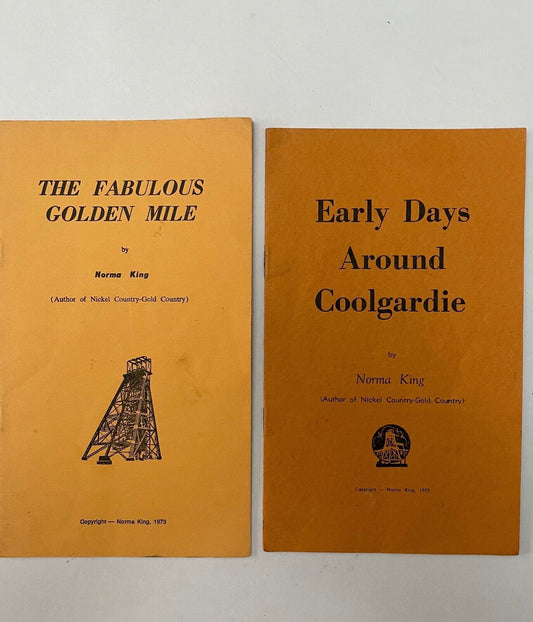 THE FABULOUS
GOLDEN MILE
by
Norma King
(Author of Nickel Country-Gold Country)
Copyright — Norma King, 1973
Early Days
Around
Coolgardie
by
Norma King
(Author of Nickel Country-Gold Country)
Copyright — Norma King,